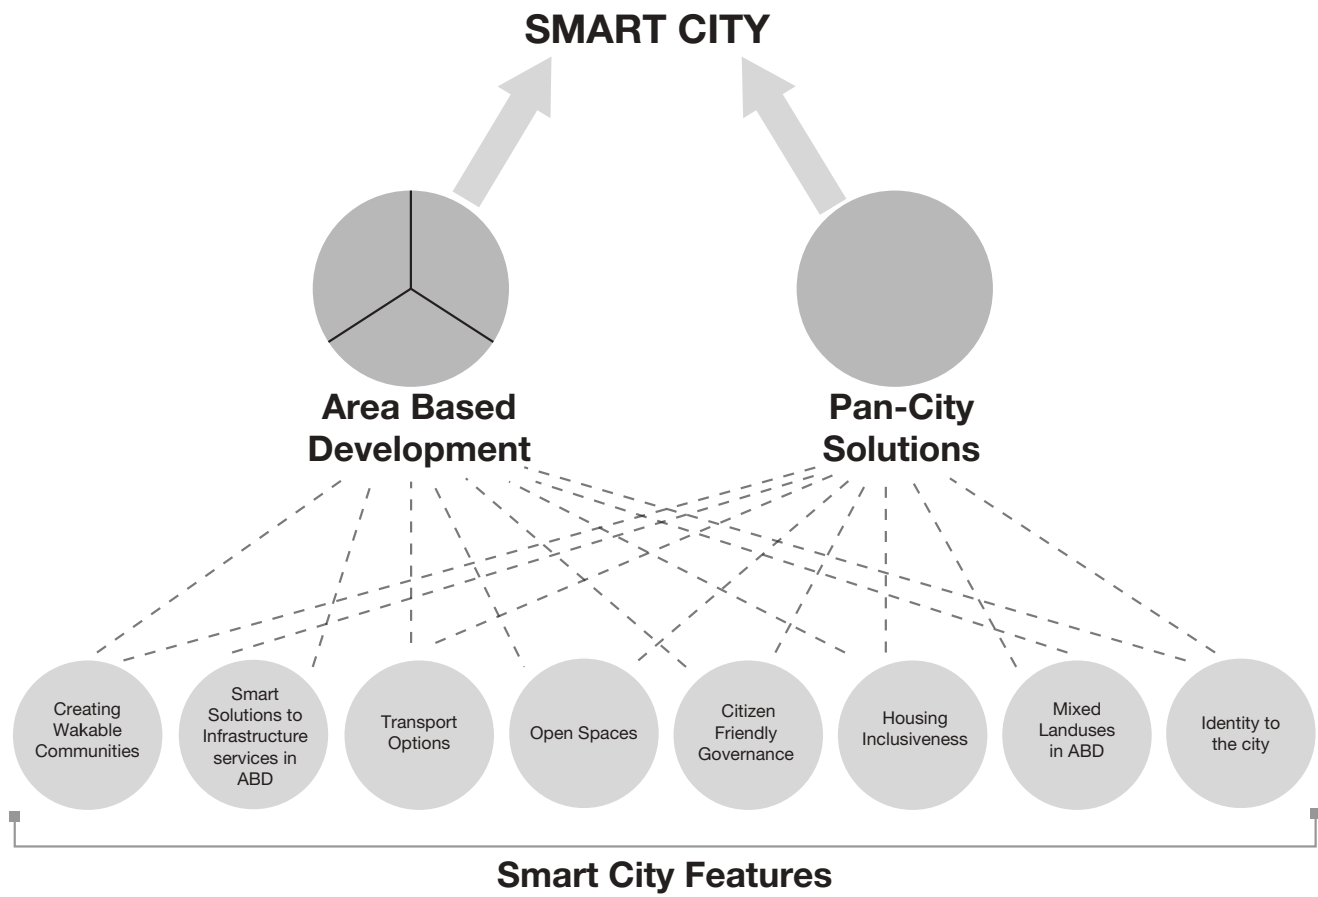 SMART CITY
Area Based
Development
Pan-City
Solutions
Creating
Wakable
Communities
Smart
Solutions to
Infrastructure
services in
ABD
Transport
Options
Open Spaces
Citizen
Friendly
Governance
Housing
Inclusiveness
Mixed
Landuses
in ABD
Identity to
the city
Smart City Features